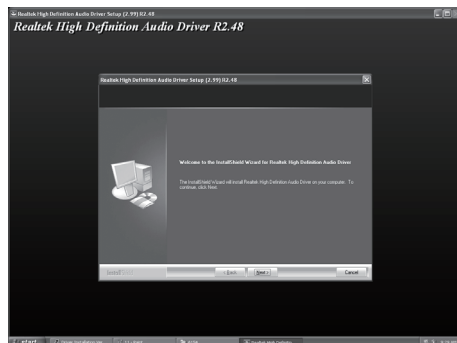 Realtek High Definition Audio Driver Setup (2.99) R2.48
Realtek High Definition Audio Driver R2.48
Realtek High Definition Audio Driver Setup (2.99) R2.48
Welcome to the InstallShield Wizard for Realtek High Definition Audio Driver
The InstallShield Wizard will install Realtek High Definition Audio Driver on your computer. To
continue, click Next.
InstallShield
< Back
Next >
Cancel
start